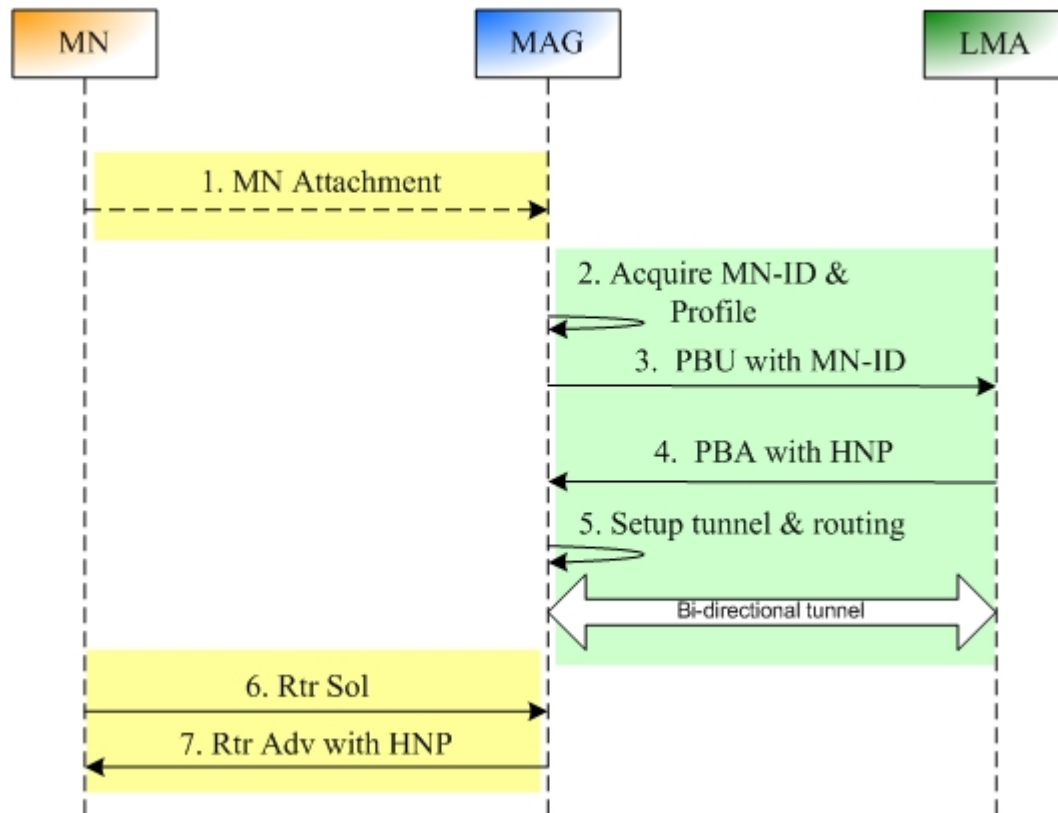 MN
MAG
LMA
1. MN Attachment
2. Acquire MN-ID &
Profile
3. PBU with MN-ID
4. PBA with HNP
5. Setup tunnel & routing
Bi-directional tunnel
6. Rtr Sol
7. Rtr Adv with HNP